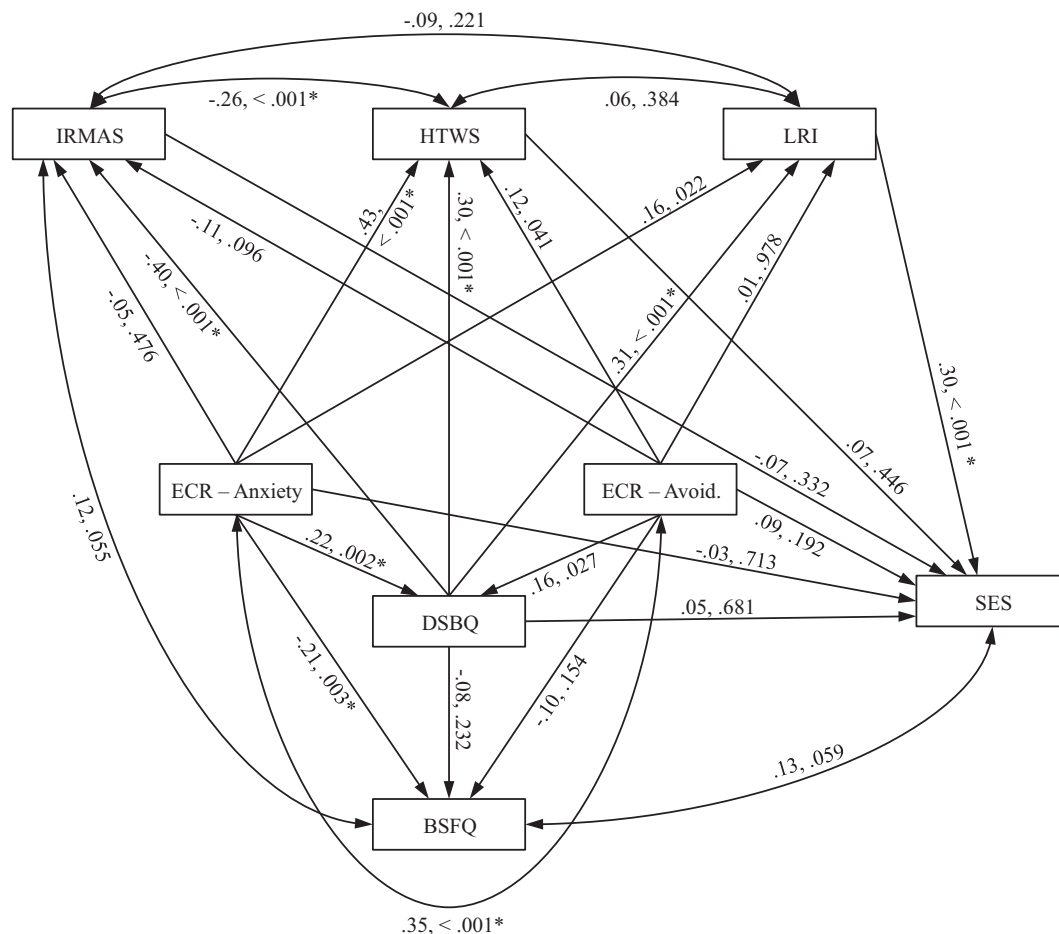 -.09, .221
-.26, < .001*
.06, .384
IRMAS
HTWS
LRI
.43,
< .001*
.30, < .001*
.12, .041
.16, .022
-.11, .096
-.40, < .001*
-.05, .476
.01, .978
.31, < .001*
.30, < .001*
.07, .446
-.07, .332
ECR – Anxiety
ECR – Avoid.
.12, .055
.22, .002*
.16, .027
.09, .192
-.03, .713
DSBQ
.05, .681
SES
-.21, .003*
-.08, .232
-.10, .154
.13, .059
BSFQ
.35, < .001*